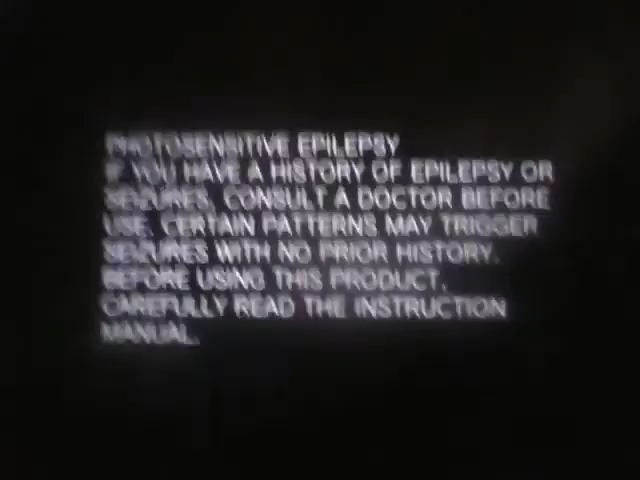 PHOTOSENSITIVE EPILEPSY
IF YOU HAVE A HISTORY OF EPILEPSY OR
SEIZURES, CONSULT A DOCTOR BEFORE
USE. CERTAIN PATTERNS MAY TRIGGER
SEIZURES WITH NO PRIOR HISTORY.
BEFORE USING THIS PRODUCT,
CAREFULLY READ THE INSTRUCTION
MANUAL.